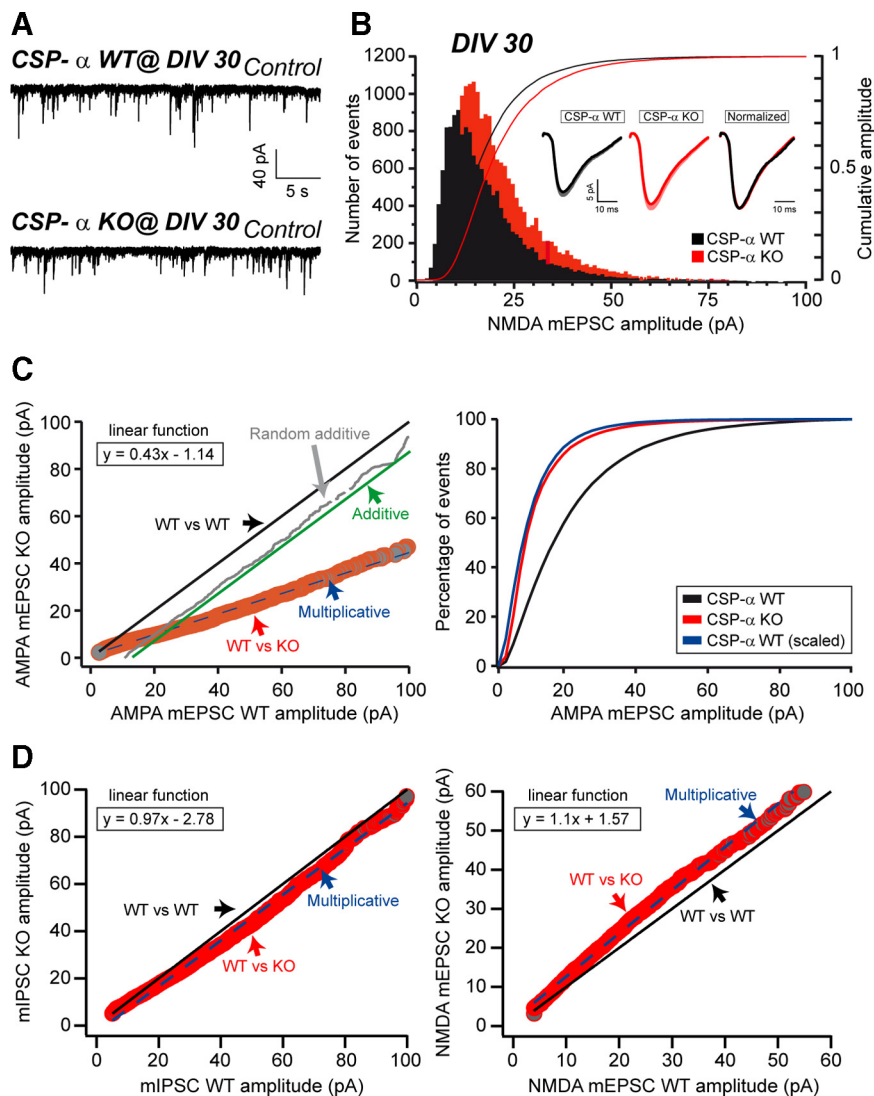 A
CSP- α WT@ DIV 30 Control
40 pA
5 s
CSP- α KO@ DIV 30 Control
B
DIV 30
1200
1000
800
600
400
200
0
Number of events
1
0.5
0
Cumulative amplitude
CSP-α WT
CSP-α KO
Normalized
5 pA
10 ms
10 ms
10 ms
CSP-α WT
CSP-α KO
0
25
50
75
100
NMDA mEPSC amplitude (pA)
C
100
80
60
40
20
0
AMPA mEPSC KO amplitude (pA)
linear function
y = 0.43x - 1.14
Random additive
WT vs WT
Additive
Multiplicative
WT vs KO
0
20
40
60
80
100
AMPA mEPSC WT amplitude (pA)
100
80
60
40
20
0
Percentage of events
CSP-α WT
CSP-α KO
CSP-α WT (scaled)
20
40
60
80
100
AMPA mEPSC amplitude (pA)
D
100
80
60
40
20
0
mIPSC KO amplitude (pA)
linear function
y = 0.97x - 2.78
WT vs WT
Multiplicative
WT vs KO
0
20
40
60
80
100
mIPSC WT amplitude (pA)
60
50
40
30
20
10
0
NMDA mEPSC KO amplitude (pA)
linear function
y = 1.1x + 1.57
Multiplicative
WT vs KO
WT vs WT
0
10
20
30
40
50
60
NMDA mEPSC WT amplitude (pA)